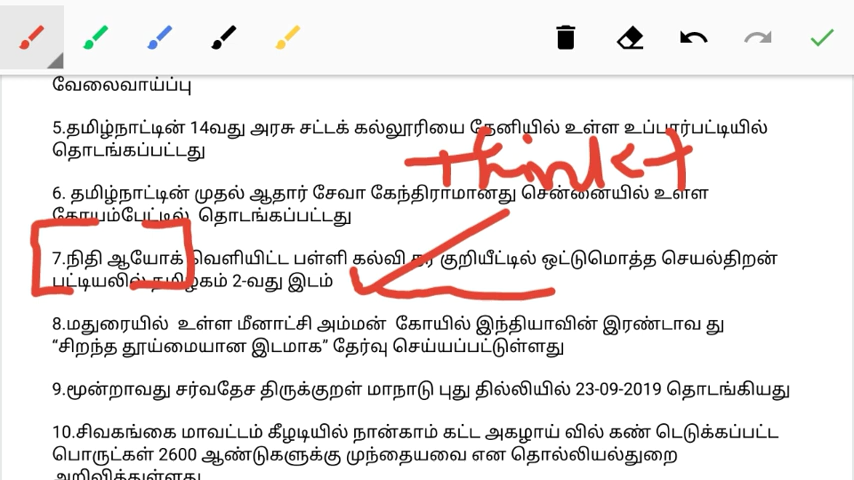 வேலைவாய்ப்பு
5.தமிழ்நாட்டின் 14வது அரசு சட்டக் கல்லூரியை தேனியில் உள்ள உப்பார்பட்டியில்
தொடங்கப்பட்டது
think +
6. தமிழ்நாட்டின் முதல் ஆதார் சேவா கேந்திராமானது சென்னையில் உள்ள
கோயம்பேட்டில் தொடங்கப்பட்டது
7.நிதி ஆயோக் வெளியிட்ட பள்ளி கல்வி தர குறியீட்டில் ஒட்டுமொத்த செயல்திறன்
பட்டியலில் தமிழகம் 2-வது இடம்
8.மதுரையில் உள்ள மீனாட்சி அம்மன் கோயில் இந்தியாவின் இரண்டாவ து
“சிறந்த தூய்மையான இடமாக” தேர்வு செய்யப்பட்டுள்ளது
9.மூன்றாவது சர்வதேச திருக்குறள் மாநாடு புது தில்லியில் 23-09-2019 தொடங்கியது
10.சிவகங்கை மாவட்டம் கீழடியில் நான்காம் கட்ட அகழாய் வில் கண் டெடுக்கப்பட்ட
பொருட்கள் 2600 ஆண்டுகளுக்கு முந்தையவை என தொல்லியல்துறை
அறிவித்துள்ளது